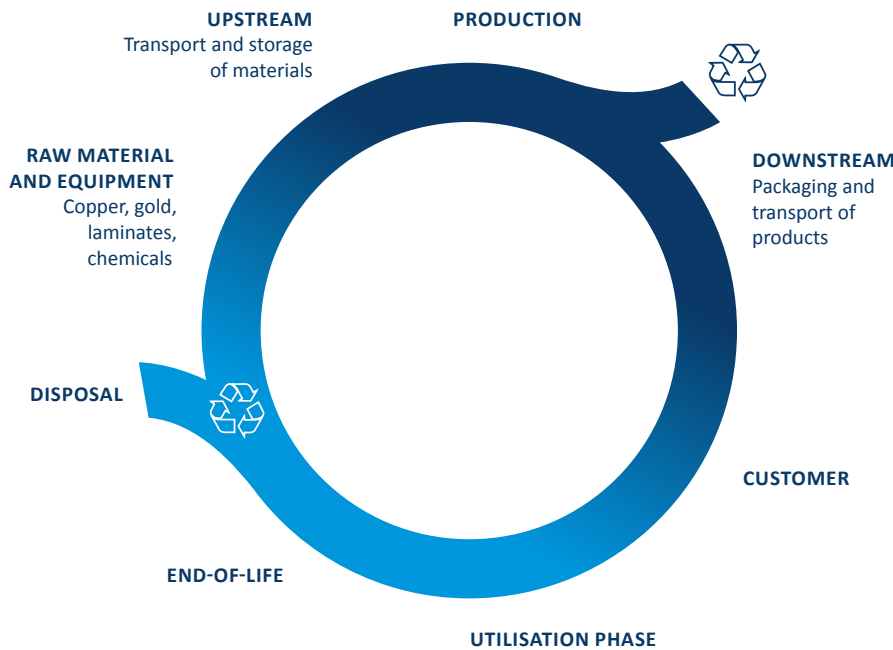 UPSTREAM
Transport and storage
of materials
PRODUCTION
RAW MATERIAL
AND EQUIPMENT
Copper, gold,
laminates,
chemicals
DOWNSTREAM
Packaging and
transport of
products
DISPOSAL
CUSTOMER
END-OF-LIFE
UTILISATION PHASE